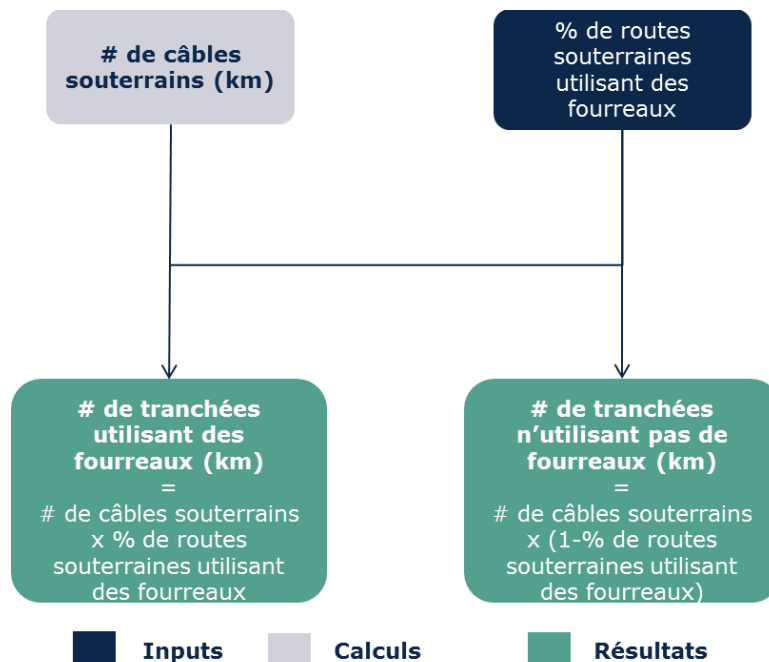 # de câbles
souterrains (km)
% de routes
souterraines
utilisant des
fourreaux
# de tranchées
utilisant des
fourreaux (km)
=
# de câbles souterrains
x % de routes
souterraines utilisant
des fourreaux
# de tranchées
n’utilisant pas de
fourreaux (km)
=
# de câbles souterrains
x (1-% de routes
souterraines utilisant
des fourreaux)
Inputs
Calculs
Résultats